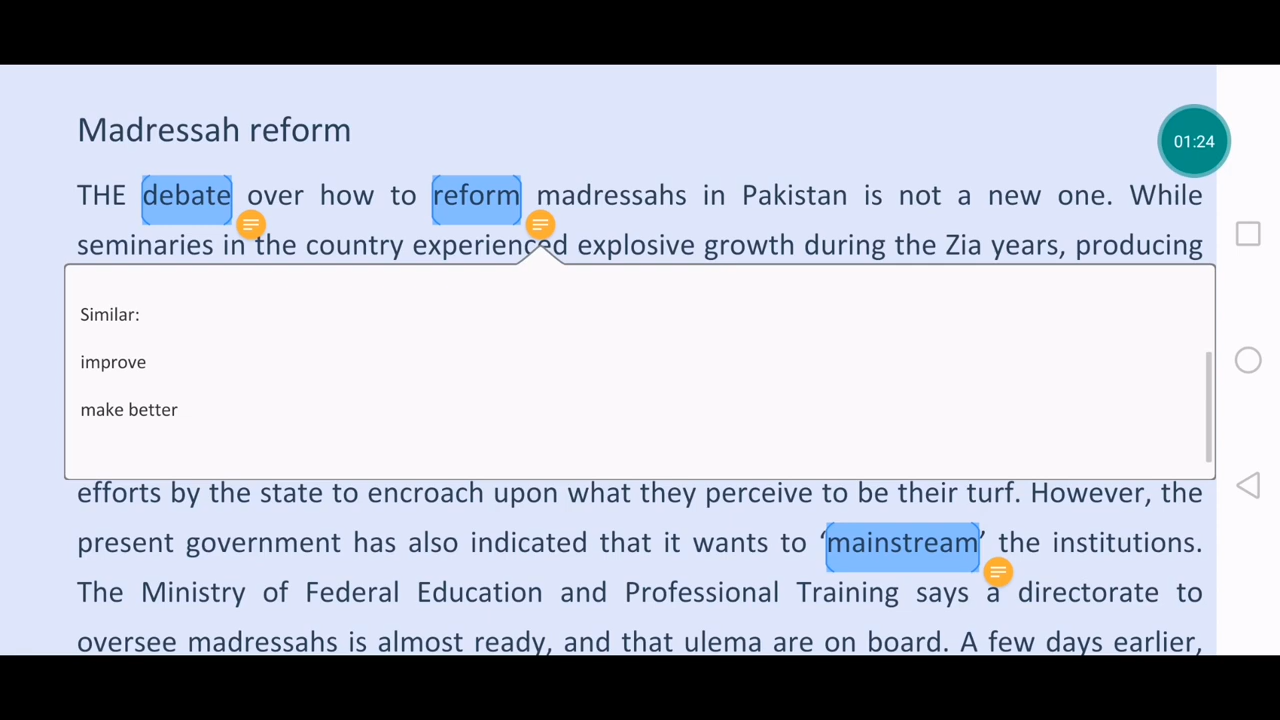 Madressah reform
01:24
THE debate over how to reform madressahs in Pakistan is not a new one. While
seminaries in the country experienced explosive growth during the Zia years, producing
Similar:
improve
make better
efforts by the state to encroach upon what they perceive to be their turf. However, the
present government has also indicated that it wants to ‘mainstream’ the institutions.
The Ministry of Federal Education and Professional Training says a directorate to
oversee madressahs is almost ready, and that ulema are on board. A few days earlier,